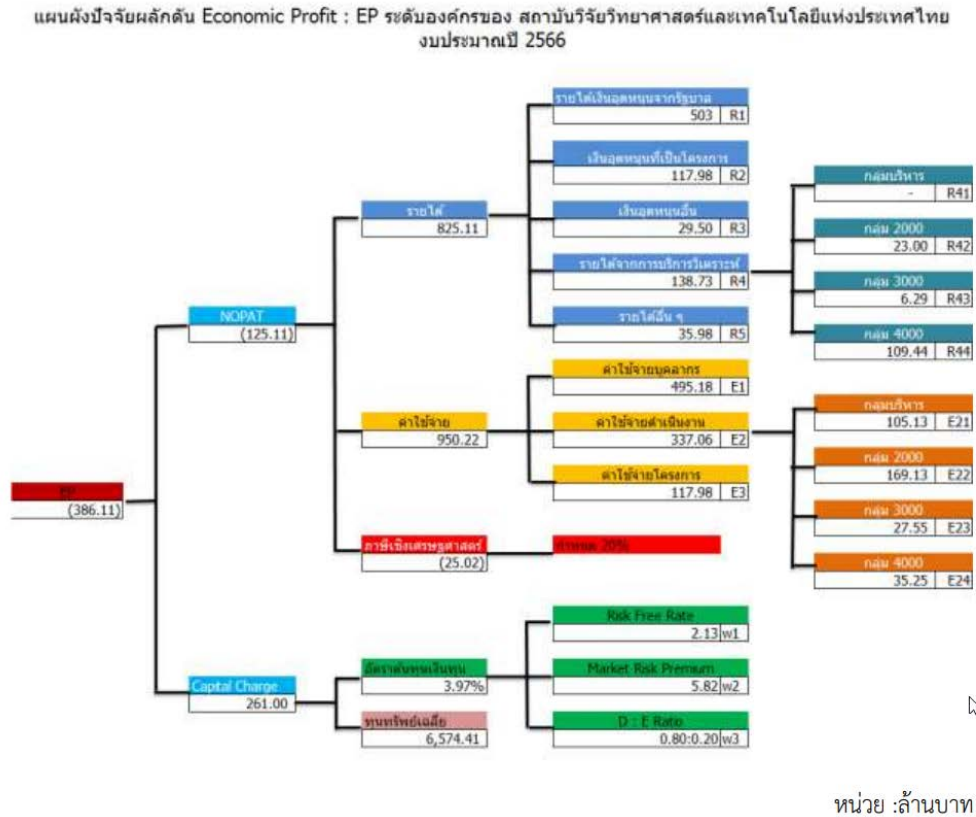 แผนผังปัจจัยผลักดัน Economic Profit : EP ระดับองค์กรของ สถาบันวิจัยวิทยาศาสตร์และเทคโนโลยีแห่งประเทศไทย
งบประมาณปี 2566
รายได้เงินอุดหนุนจากรัฐบาล
503 R1
เงินอุดหนุนที่เป็นโครงการ
117.98 R2
กลุ่มบริหาร
- R41
รายได้
825.11
เงินอุดหนุนอื่น
29.50 R3
กลุ่ม 2000
23.00 R42
รายได้จากการบริการวิเคราะห์
138.73 R4
กลุ่ม 3000
6.29 R43
NOPAT
(125.11)
รายได้อื่น ๆ
35.98 R5
กลุ่ม 4000
109.44 R44
ค่าใช้จ่ายบุคลากร
495.18 E1
กลุ่มบริหาร
105.13 E21
ค่าใช้จ่าย
950.22
ค่าใช้จ่ายดำเนินงาน
337.06 E2
กลุ่ม 2000
169.13 E22
EP
(386.11)
ค่าใช้จ่ายโครงการ
117.98 E3
กลุ่ม 3000
27.55 E23
ภาษีเชิงเศรษฐศาสตร์
(25.02)
กำหนด 20%
กลุ่ม 4000
35.25 E24
Risk Free Rate
2.13 w1
Capital Charge
261.00
อัตราต้นทุนเงินทุน
3.97%
Market Risk Premium
5.82 w2
ทุนทรัพย์เฉลี่ย
6,574.41
D : E Ratio
0.80:0.20 w3
หน่วย :ล้านบาท